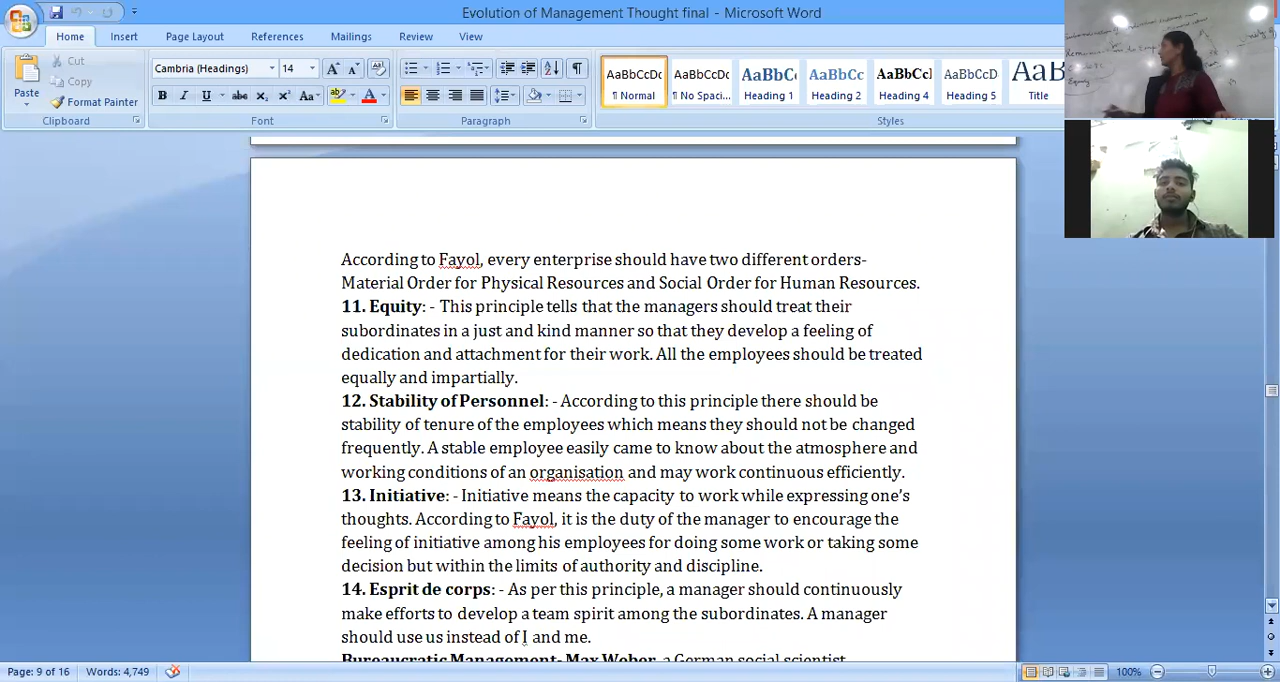 Evolution of Management Thought final - Microsoft Word
Home Insert Page Layout References Mailings Review View
Cut
Copy
Paste
Format Painter
Clipboard
Cambria (Headings) 14
Font
Paragraph
AaBbCcDc AaBbCcDc AaBbC AaBbCc AaBbCcI AaBbCcD AaB
¶ Normal ¶ No Spaci... Heading 1 Heading 2 Heading 4 Heading 5 Title
Styles
Equity
According to Fayol, every enterprise should have two different orders-
Material Order for Physical Resources and Social Order for Human Resources.
11. Equity: - This principle tells that the managers should treat their
subordinates in a just and kind manner so that they develop a feeling of
dedication and attachment for their work. All the employees should be treated
equally and impartially.
12. Stability of Personnel: - According to this principle there should be
stability of tenure of the employees which means they should not be changed
frequently. A stable employee easily came to know about the atmosphere and
working conditions of an organisation and may work continuous efficiently.
13. Initiative: - Initiative means the capacity to work while expressing one’s
thoughts. According to Fayol, it is the duty of the manager to encourage the
feeling of initiative among his employees for doing some work or taking some
decision but within the limits of authority and discipline.
14. Esprit de corps: - As per this principle, a manager should continuously
make efforts to develop a team spirit among the subordinates. A manager
should use us instead of I and me.
Bureaucratic Management- Max Weber, a German social scientist
Page: 9 of 16 Words: 4,749 100%